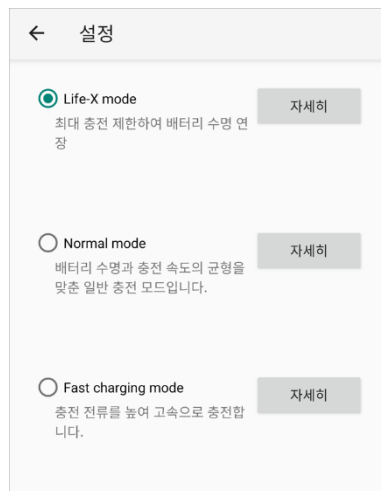 설정
Life-X mode
자세히
최대 충전 제한하여 배터리 수명 연
장
Normal mode
자세히
배터리 수명과 충전 속도의 균형을
맞춘 일반 충전 모드입니다.
Fast charging mode
자세히
충전 전류를 높여 고속으로 충전합
니다.